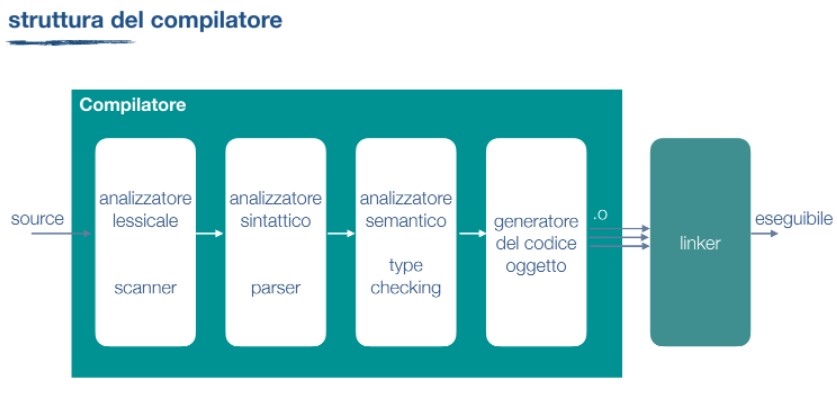 struttura del compilatore
Compilatore
source
analizzatore
lessicale
scanner
analizzatore
sintattico
parser
analizzatore
semantico
type
checking
generatore
del codice
oggetto
.o
linker
eseguibile